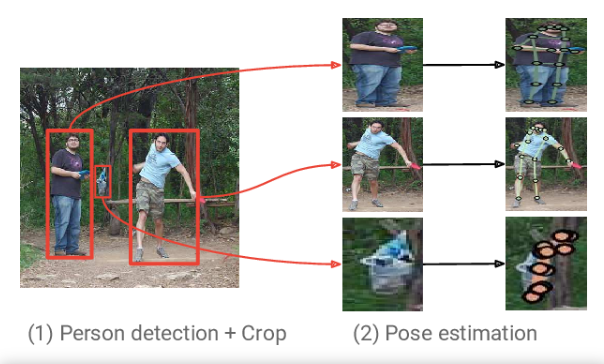 (1) Person detection + Crop
(2) Pose estimation